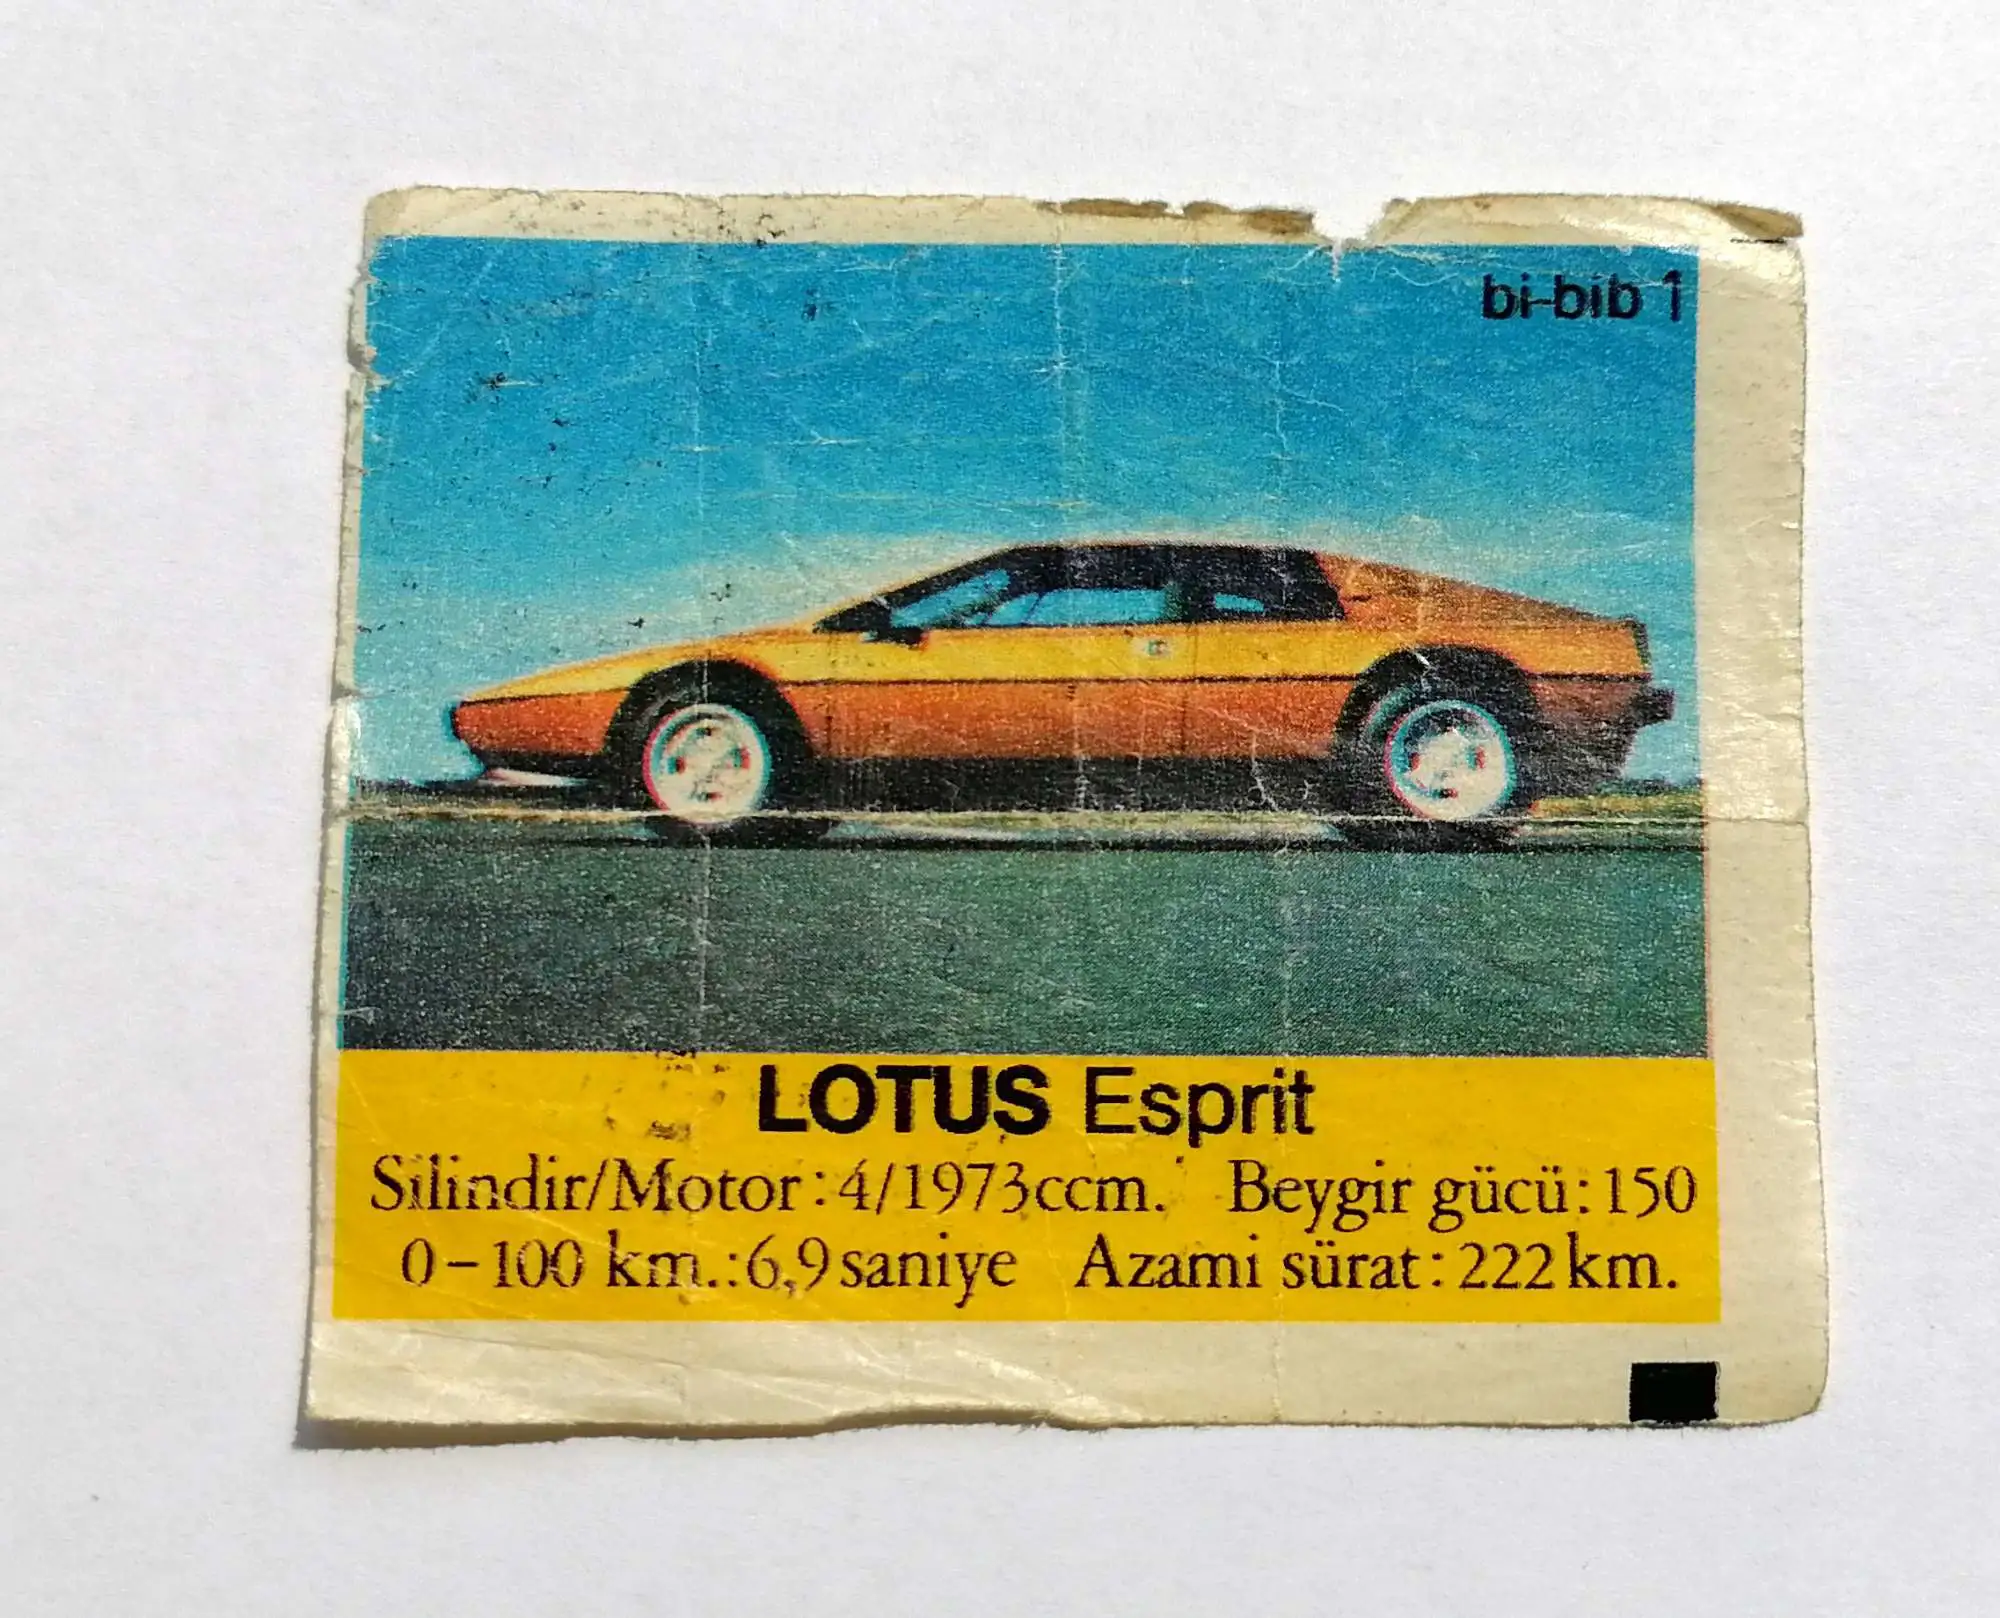 bi-bib 1
LOTUS Esprit
Silindir/Motor: 4/1973ccm. Beygir gücü: 150
0-100 km.: 6,9 saniye Azami sürat: 222 km.